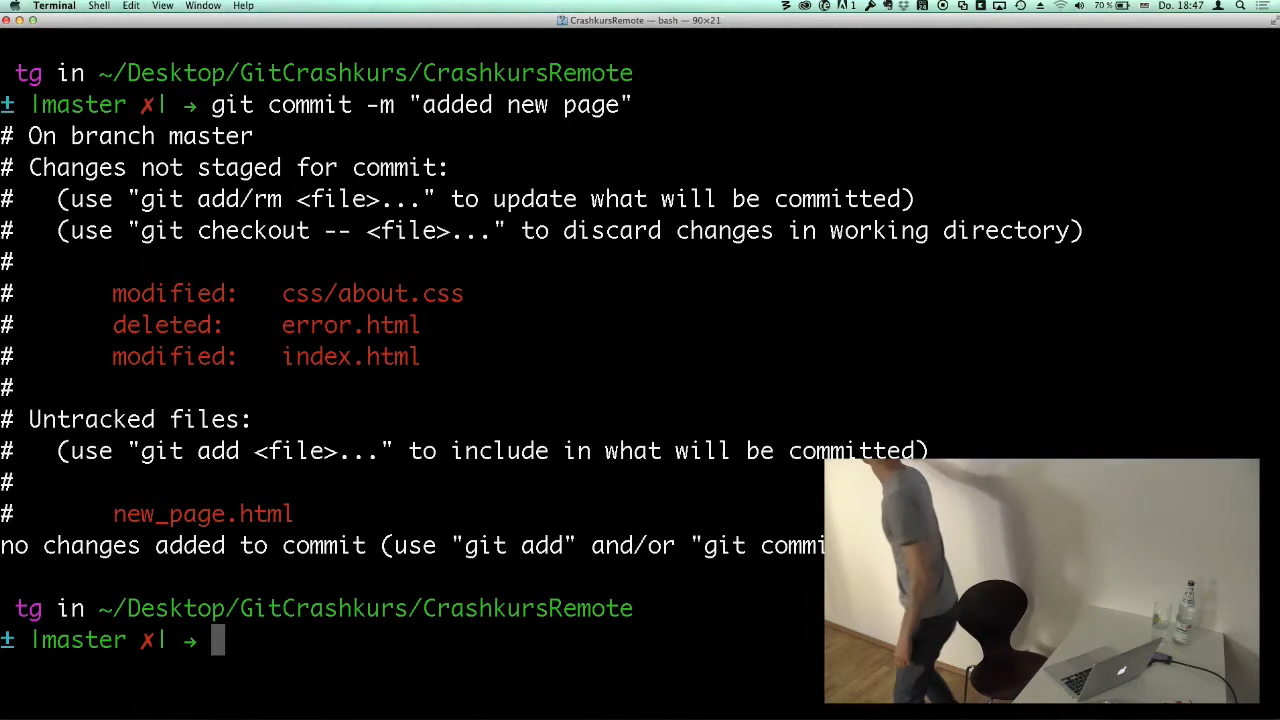 Terminal Shell Edit View Window Help 70 % Do. 18:47
CrashkursRemote — bash — 90×21
tg in ~/Desktop/GitCrashkurs/CrashkursRemote
± |master ✗| → git commit -m "added new page"
# On branch master
# Changes not staged for commit:
#   (use "git add/rm <file>..." to update what will be committed)
#   (use "git checkout -- <file>..." to discard changes in working directory)
#
#       modified:   css/about.css
#       deleted:    error.html
#       modified:   index.html
#
# Untracked files:
#   (use "git add <file>..." to include in what will be committed)
#
#       new_page.html
no changes added to commit (use "git add" and/or "git commi
tg in ~/Desktop/GitCrashkurs/CrashkursRemote
± |master ✗| →